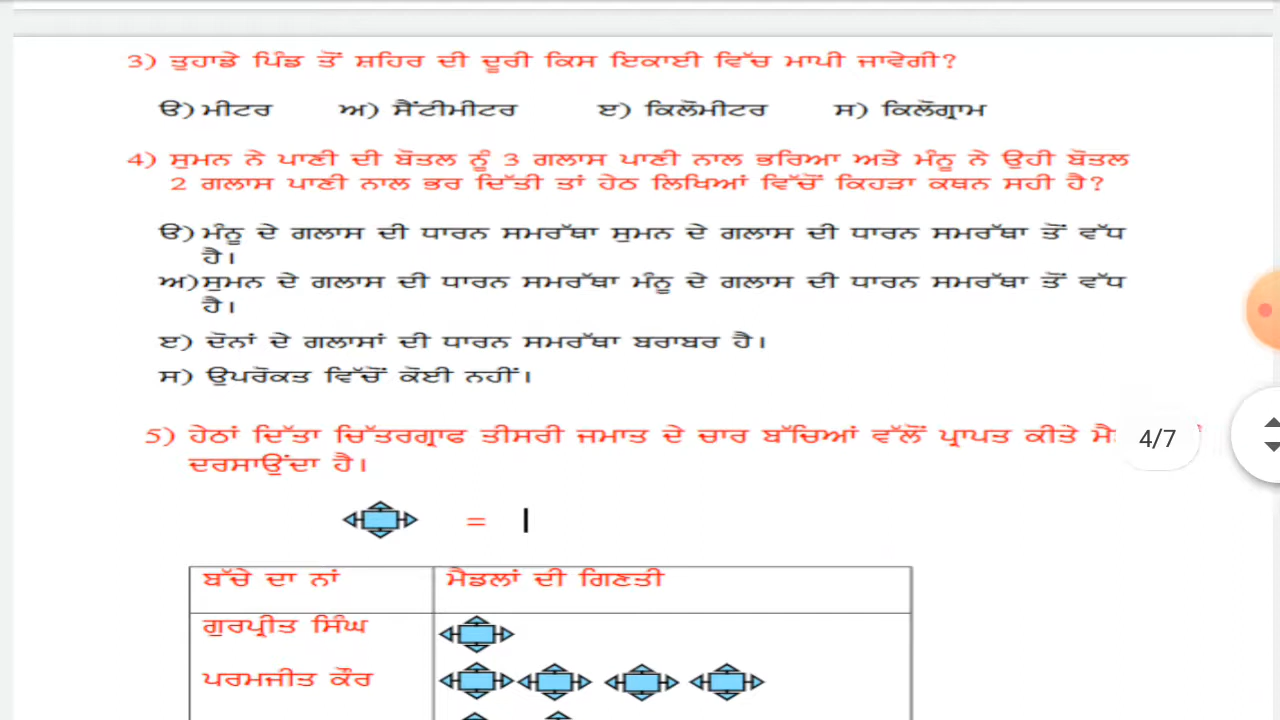 3) ਤੁਹਾਡੇ ਪਿੰਡ ਤੋਂ ਸ਼ਹਿਰ ਦੀ ਦੂਰੀ ਕਿਸ ਇਕਾਈ ਵਿੱਚ ਮਾਪੀ ਜਾਵੇਗੀ?
ੳ) ਮੀਟਰ ਅ) ਸੈਂਟੀਮੀਟਰ ੲ) ਕਿਲੋਮੀਟਰ ਸ) ਕਿਲੋਗ੍ਰਾਮ
4) ਸੁਮਨ ਨੇ ਪਾਣੀ ਦੀ ਬੋਤਲ ਨੂੰ 3 ਗਲਾਸ ਪਾਣੀ ਨਾਲ ਭਰਿਆ ਅਤੇ ਮੰਨੂ ਨੇ ਉਹੀ ਬੋਤਲ
2 ਗਲਾਸ ਪਾਣੀ ਨਾਲ ਭਰ ਦਿੱਤੀ ਤਾਂ ਹੇਠ ਲਿਖਿਆਂ ਵਿੱਚੋਂ ਕਿਹੜਾ ਕਥਨ ਸਹੀ ਹੈ?
ੳ) ਮੰਨੂ ਦੇ ਗਲਾਸ ਦੀ ਧਾਰਨ ਸਮਰੱਥਾ ਸੁਮਨ ਦੇ ਗਲਾਸ ਦੀ ਧਾਰਨ ਸਮਰੱਥਾ ਤੋਂ ਵੱਧ
ਹੈ।
ਅ) ਸੁਮਨ ਦੇ ਗਲਾਸ ਦੀ ਧਾਰਨ ਸਮਰੱਥਾ ਮੰਨੂ ਦੇ ਗਲਾਸ ਦੀ ਧਾਰਨ ਸਮਰੱਥਾ ਤੋਂ ਵੱਧ
ਹੈ।
ੲ) ਦੋਨਾਂ ਦੇ ਗਲਾਸਾਂ ਦੀ ਧਾਰਨ ਸਮਰੱਥਾ ਬਰਾਬਰ ਹੈ।
ਸ) ਉਪਰੋਕਤ ਵਿੱਚੋਂ ਕੋਈ ਨਹੀਂ।
5) ਹੇਠਾਂ ਦਿੱਤਾ ਚਿੱਤਰਗ੍ਰਾਫ ਤੀਸਰੀ ਜਮਾਤ ਦੇ ਚਾਰ ਬੱਚਿਆਂ ਵੱਲੋਂ ਪ੍ਰਾਪਤ ਕੀਤੇ
4/7
ਦਰਸਾਉਂਦਾ ਹੈ।
= |
ਬੱਚੇ ਦਾ ਨਾਂ ਮੈਡਲਾਂ ਦੀ ਗਿਣਤੀ
ਗੁਰਪ੍ਰੀਤ ਸਿੰਘ
ਪਰਮਜੀਤ ਕੌਰ